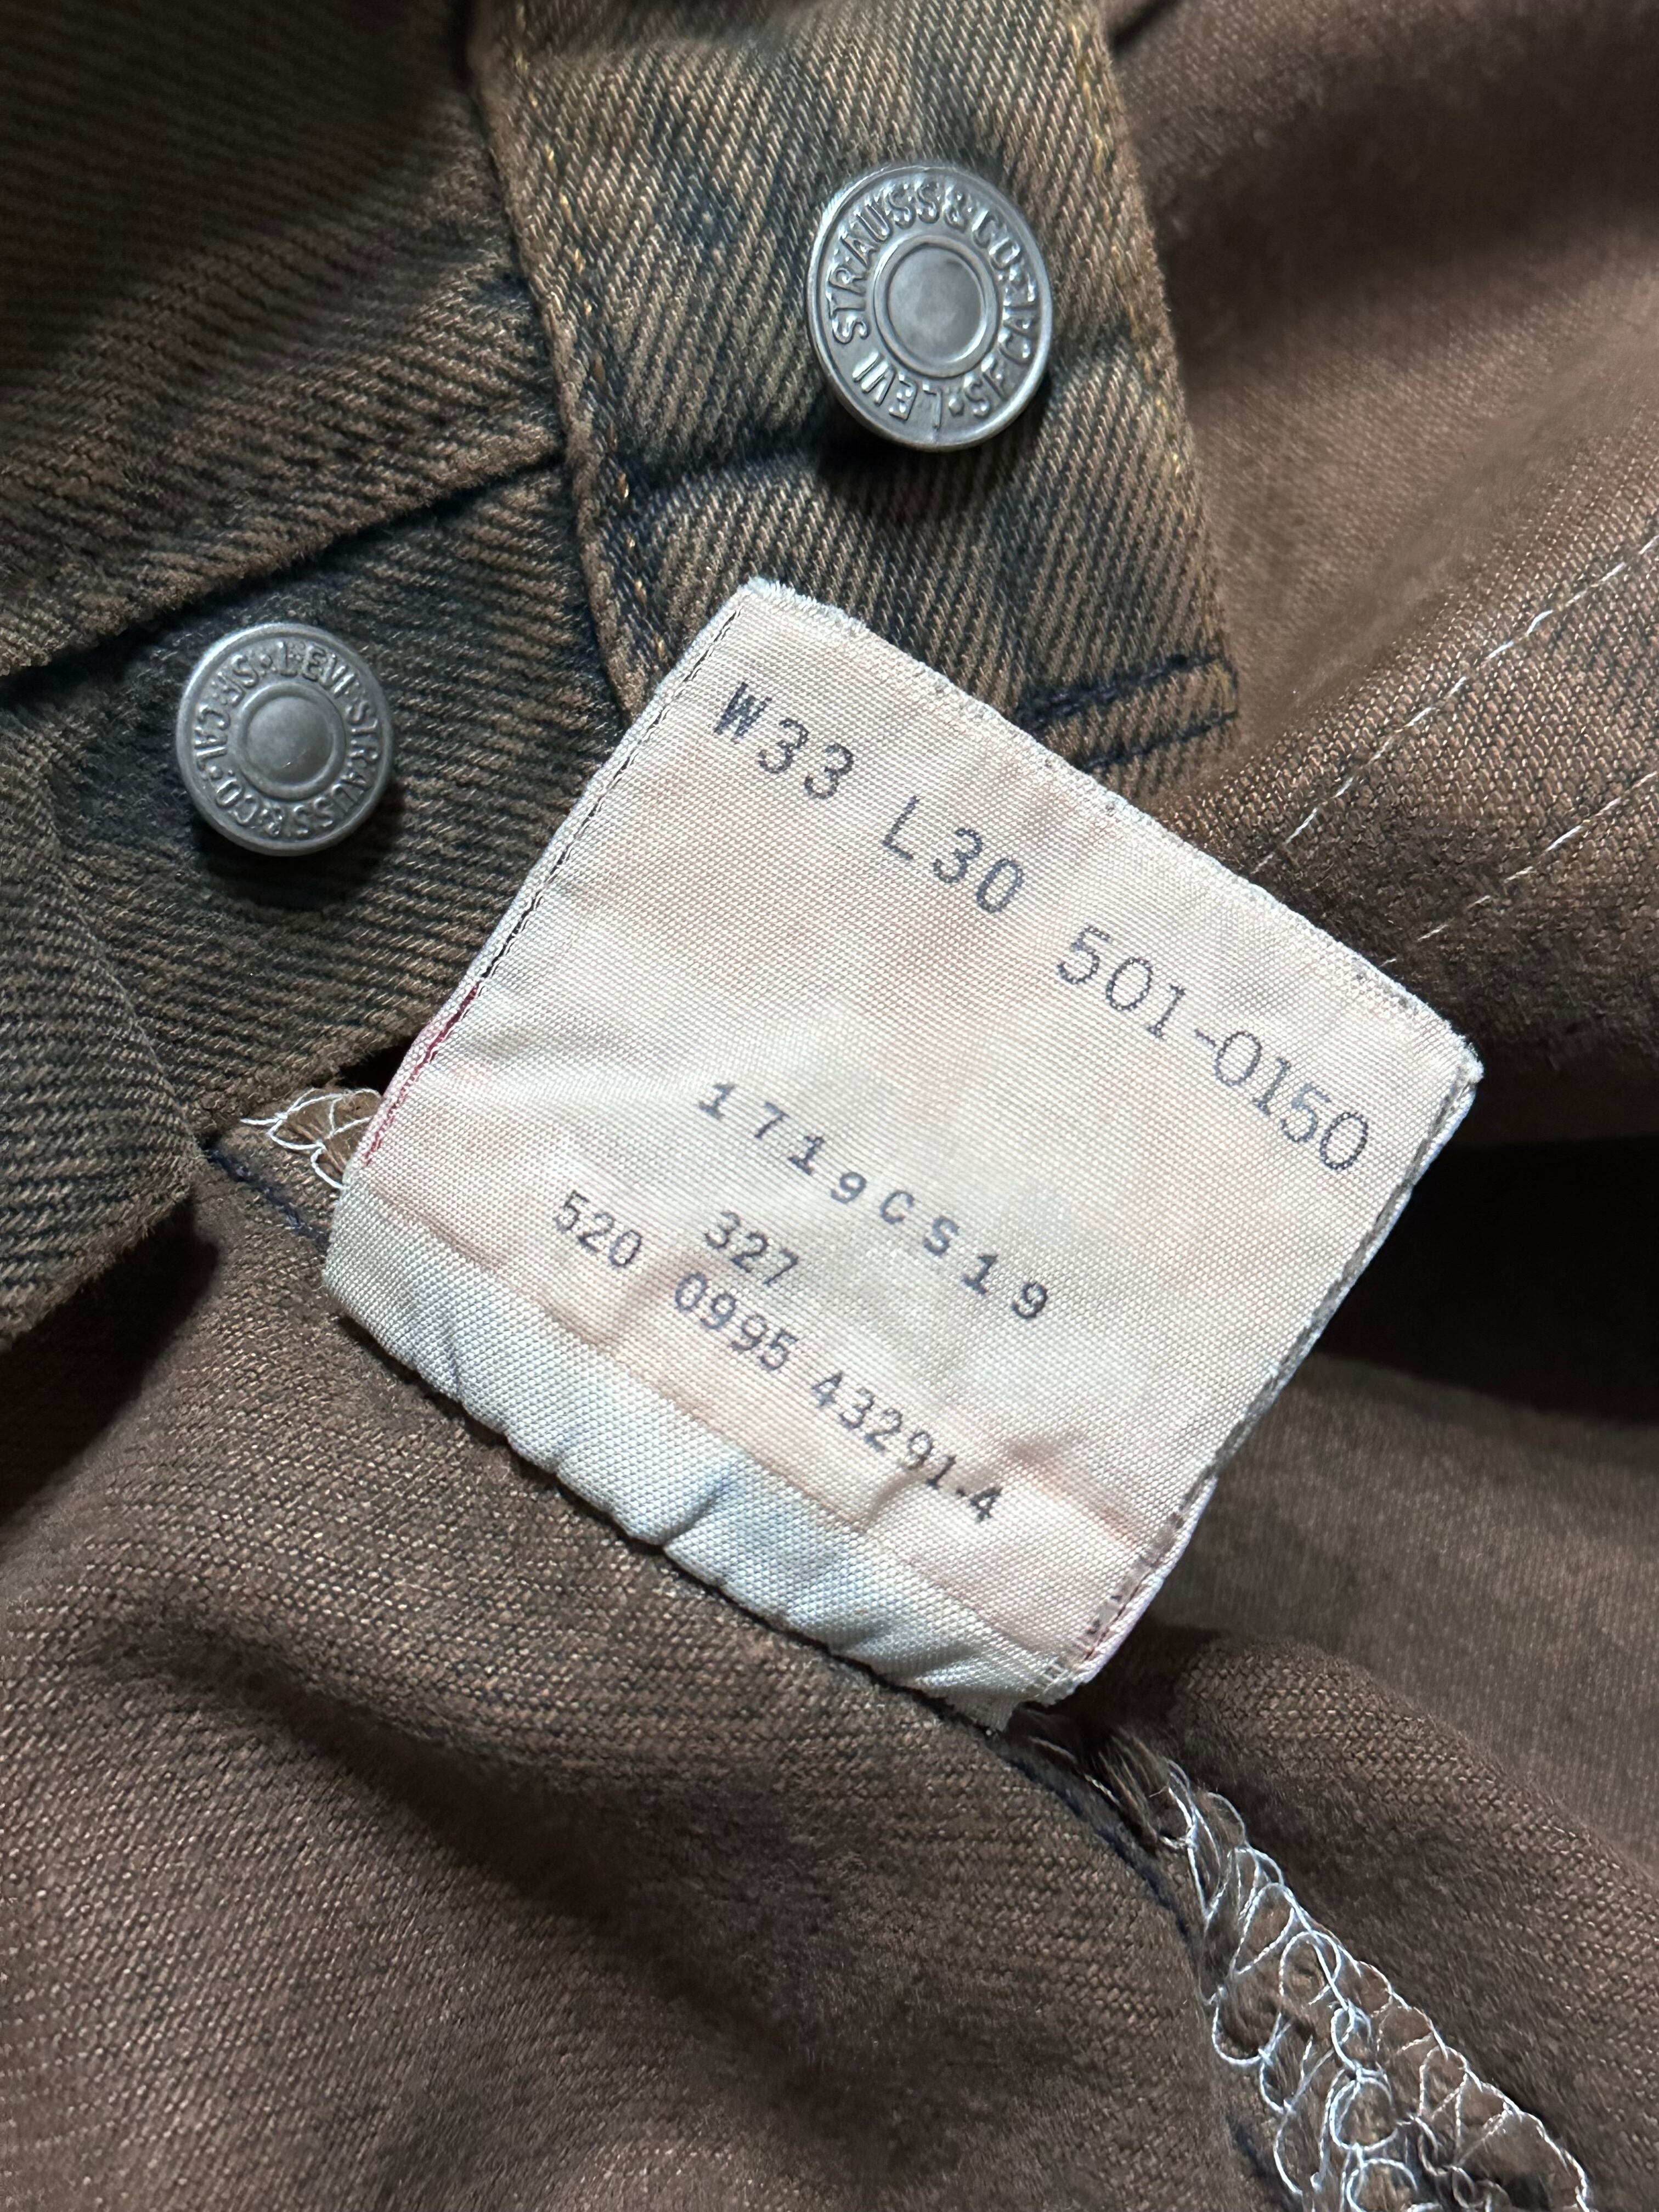 LEVI STRAUSS & CO. S.F. CAL.
LEVI STRAUSS & CO. S.F. CAL.
W33 L30 501-0150
1719CS19
327
520 0995 43291.4